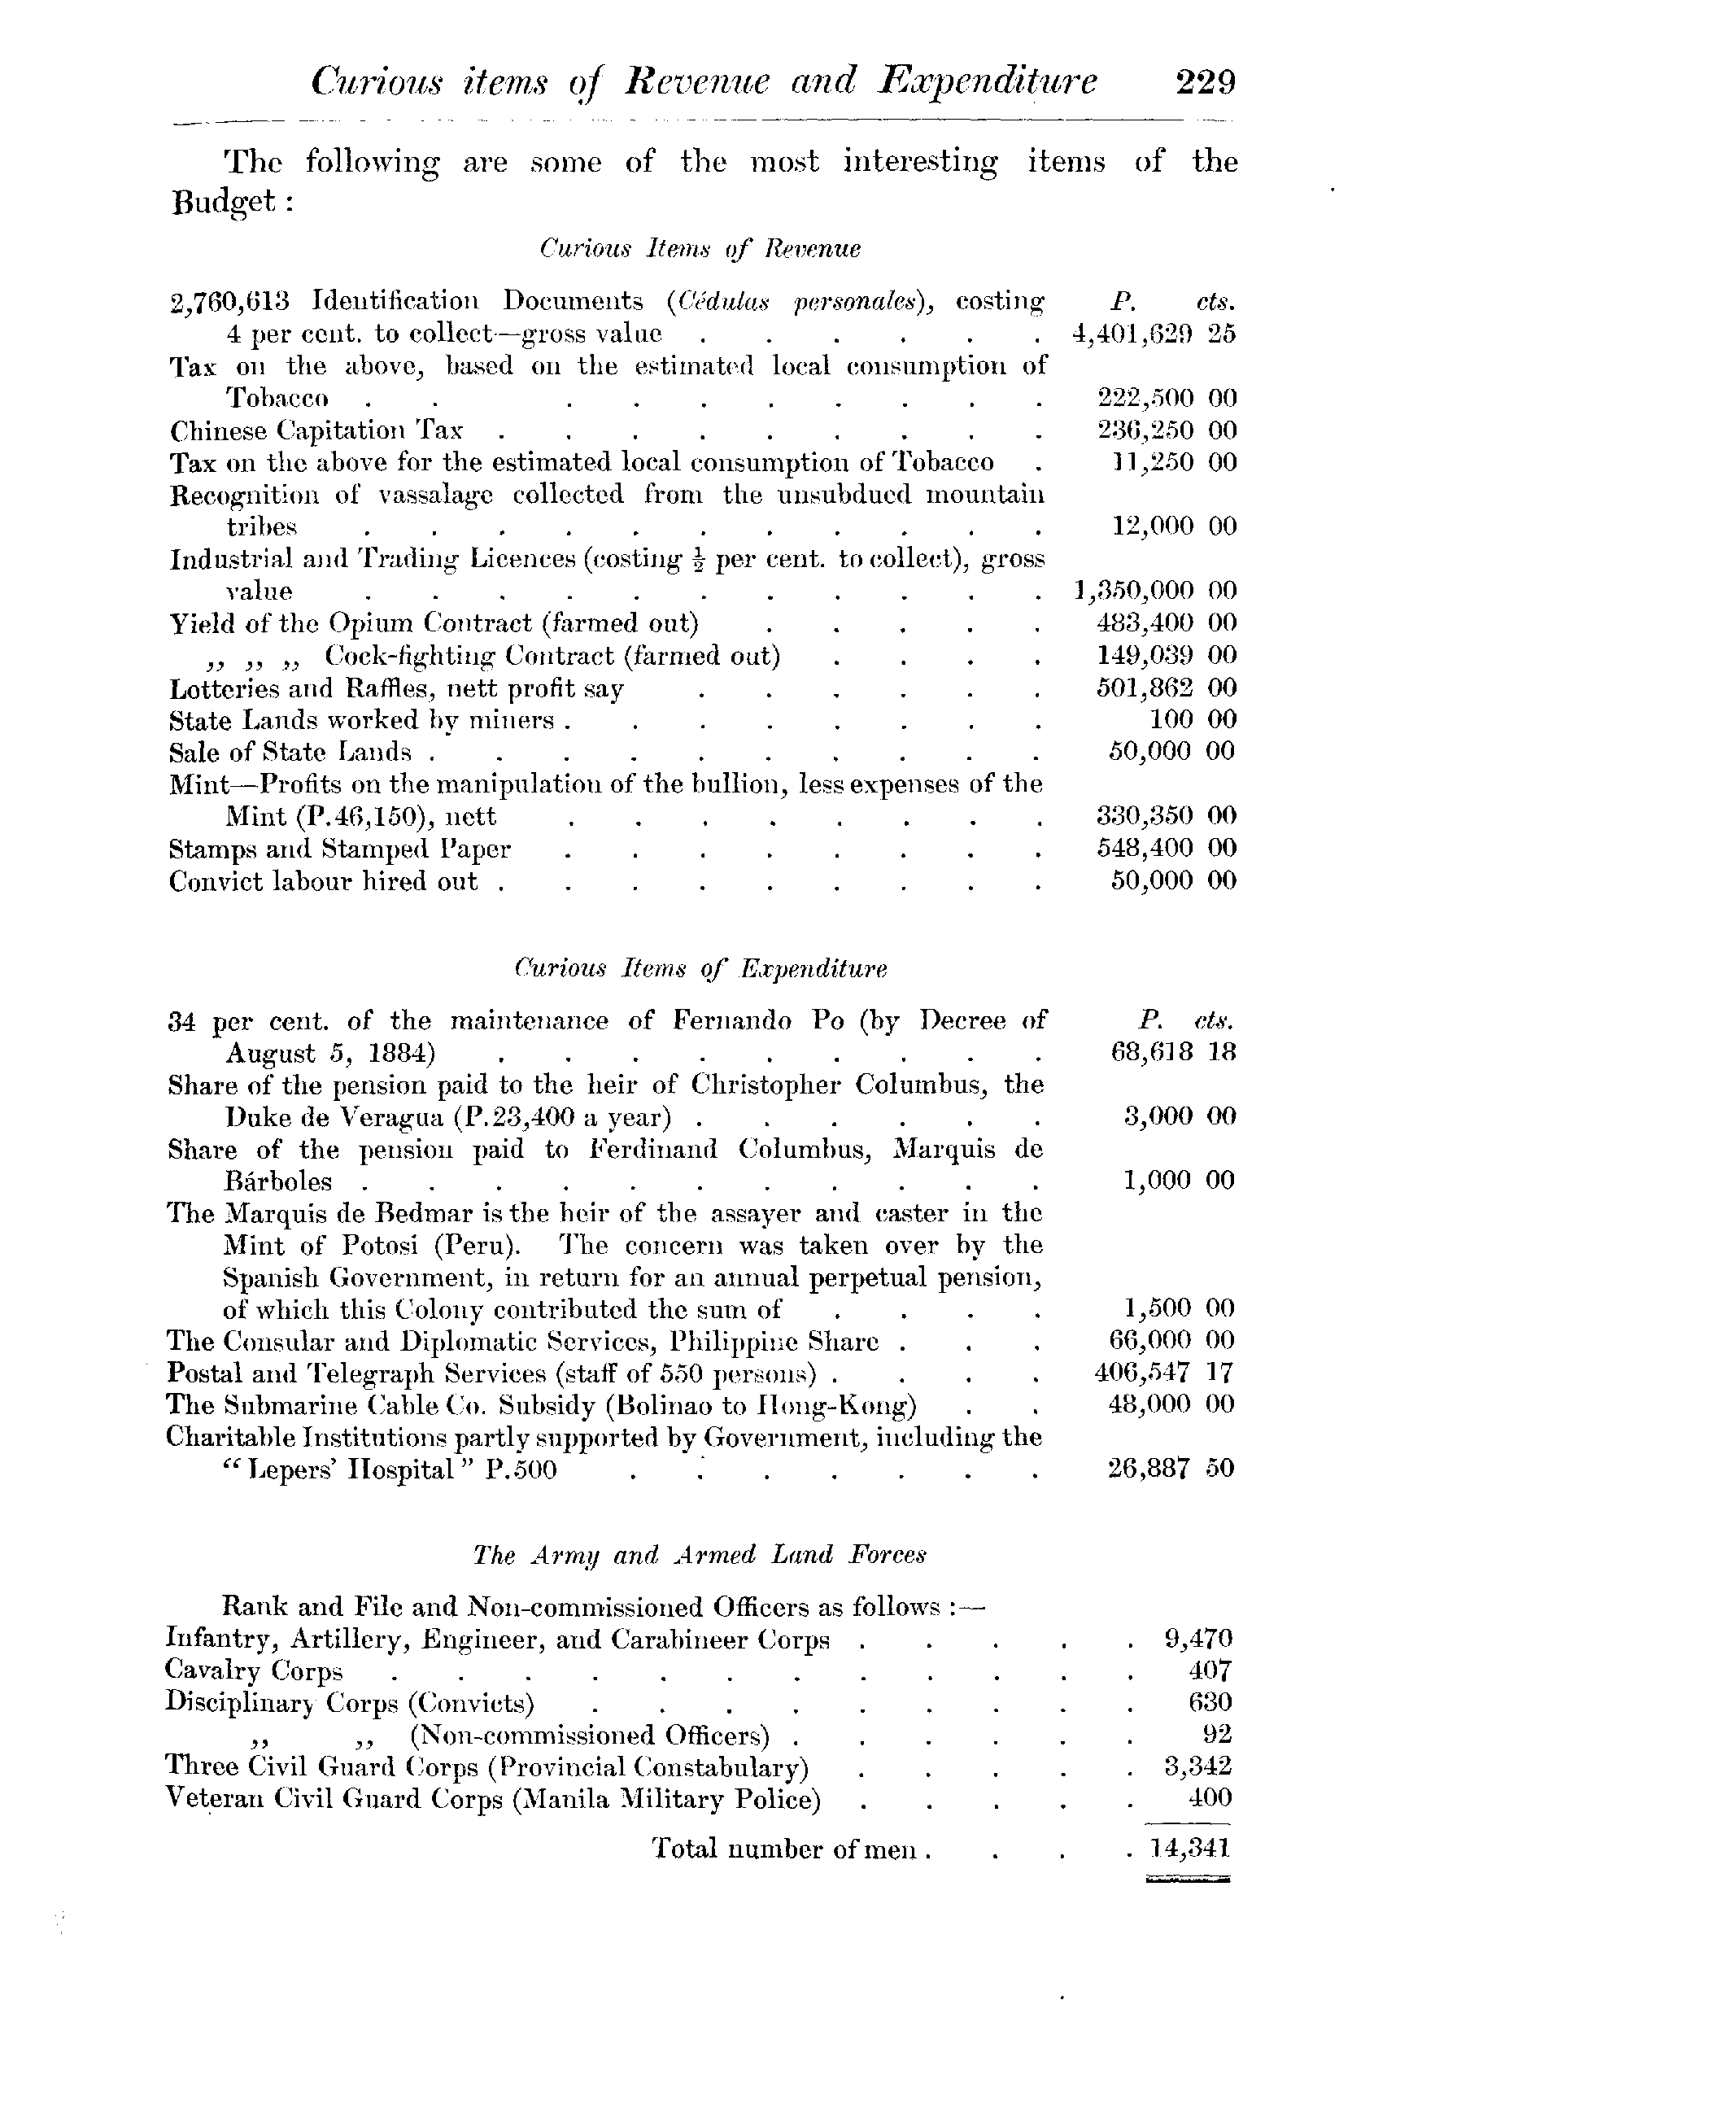 Curious items of Revenue and Expenditure 229
The following are some of the most interesting items of the
Budget :
Curious Items of Revenue
2,760,613 Identification Documents (Cédulas personales), costing P. cts.
4 per cent. to collect—gross value . . . . . . 4,401,629 25
Tax on the above, based on the estimated local consumption of
Tobacco . . . . . . . . . . 222,500 00
Chinese Capitation Tax . . . . . . . . . 236,250 00
Tax on the above for the estimated local consumption of Tobacco . 11,250 00
Recognition of vassalage collected from the unsubdued mountain
tribes . . . . . . . . . . . 12,000 00
Industrial and Trading Licences (costing ½ per cent. to collect), gross
value . . . . . . . . . . . 1,350,000 00
Yield of the Opium Contract (farmed out) . . . . . 483,400 00
„ „ „ Cock-fighting Contract (farmed out) . . . . 149,039 00
Lotteries and Raffles, nett profit say . . . . . . 501,862 00
State Lands worked by miners . . . . . . . . 100 00
Sale of State Lands . . . . . . . . . . 50,000 00
Mint—Profits on the manipulation of the bullion, less expenses of the
Mint (P.46,150), nett . . . . . . . . 330,350 00
Stamps and Stamped Paper . . . . . . . . 548,400 00
Convict labour hired out . . . . . . . . . 50,000 00
Curious Items of Expenditure
34 per cent. of the maintenance of Fernando Po (by Decree of P. cts.
August 5, 1884) . . . . . . . . . 68,618 18
Share of the pension paid to the heir of Christopher Columbus, the
Duke de Veragua (P.23,400 a year) . . . . . . 3,000 00
Share of the pension paid to Ferdinand Columbus, Marquis de
Bárboles . . . . . . . . . . . 1,000 00
The Marquis de Bedmar is the heir of the assayer and caster in the
Mint of Potosí (Peru). The concern was taken over by the
Spanish Government, in return for an annual perpetual pension,
of which this Colony contributed the sum of . . . . 1,500 00
The Consular and Diplomatic Services, Philippine Share . . . 66,000 00
Postal and Telegraph Services (staff of 550 persons) . . . . 406,547 17
The Submarine Cable Co. Subsidy (Bolinao to Hong-Kong) . . 48,000 00
Charitable Institutions partly supported by Government, including the
“Lepers’ Hospital” P.500 . . . . . . . 26,887 50
The Army and Armed Land Forces
Rank and File and Non-commissioned Officers as follows :—
Infantry, Artillery, Engineer, and Carabineer Corps . . . . . 9,470
Cavalry Corps . . . . . . . . . . . . 407
Disciplinary Corps (Convicts) . . . . . . . . . 630
„ „ (Non-commissioned Officers) . . . . . . 92
Three Civil Guard Corps (Provincial Constabulary) . . . . . 3,342
Veteran Civil Guard Corps (Manila Military Police) . . . . . 400
Total number of men . . . . 14,341